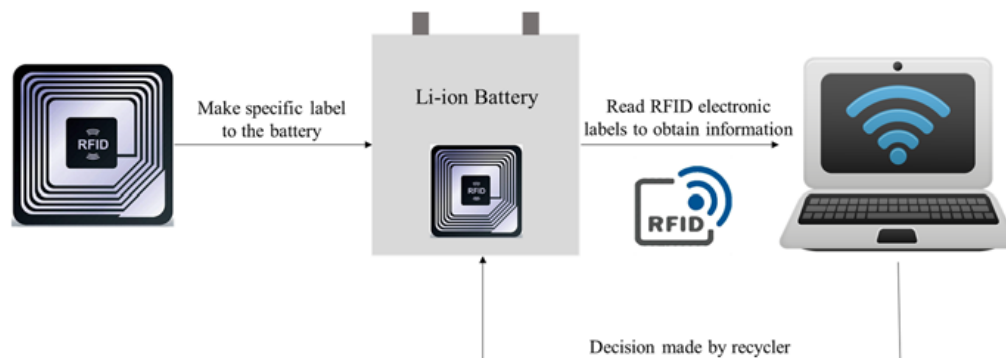 RFID
Make specific label
to the battery
Li-ion Battery
RFID
Read RFID electronic
labels to obtain information
RFID
Decision made by recycler